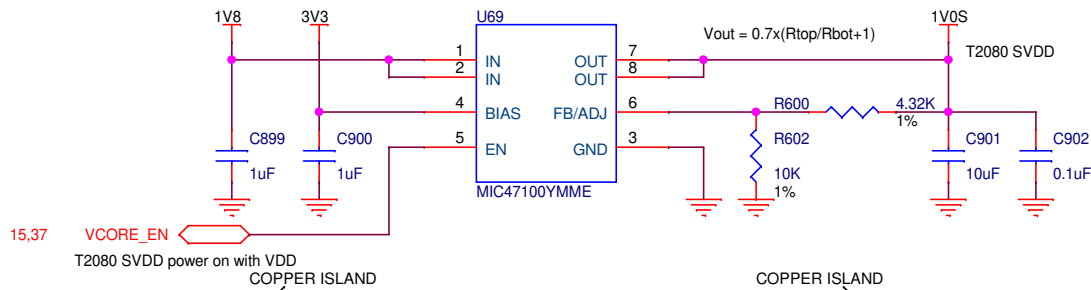 1V8 3V3 U69 1V0S
Vout = 0.7x(Rtop/Rbot+1)
T2080 SVDD
1 IN OUT 7
2 IN OUT 8
4 BIAS FB/ADJ 6 R600 4.32K
1%
C899 C900 5 EN GND 3 R602 C901 C902
1uF 1uF 10K 10uF 0.1uF
MIC47100YMME 1%
15,37 VCORE_EN
T2080 SVDD power on with VDD
COPPER ISLAND COPPER ISLAND